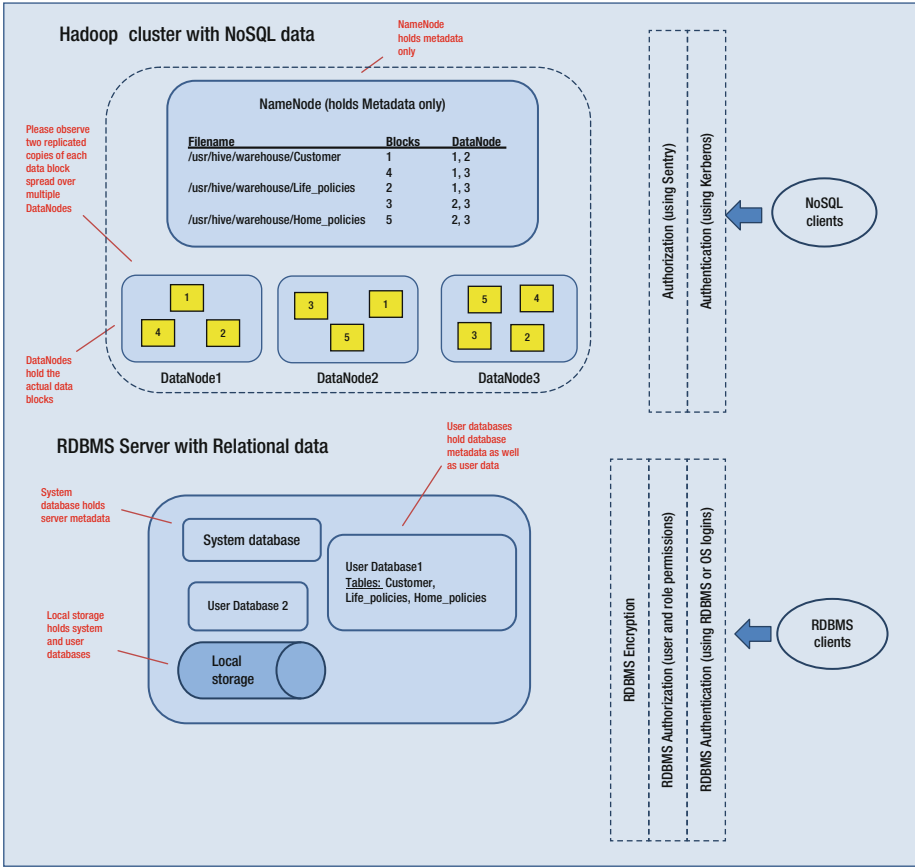 Hadoop cluster with NoSQL data
NameNode
holds metadata
only
NameNode (holds Metadata only)
Filename Blocks DataNode
/usr/hive/warehouse/Customer 1 1, 2
4 1, 3
/usr/hive/warehouse/Life_policies 2 1, 3
3 2, 3
/usr/hive/warehouse/Home_policies 5 2, 3
Please observe
two replicated
copies of each
data block
spread over
multiple
DataNodes
1
4
2
3
1
5
5
4
3
2
DataNode1
DataNode2
DataNode3
DataNodes
hold the
actual data
blocks
Authorization (using Sentry)
Authentication (using Kerberos)
NoSQL
clients
RDBMS Server with Relational data
User databases
hold database
metadata as well
as user data
System
database holds
server metadata
System database
User Database1
Tables: Customer,
Life_policies, Home_policies
User Database 2
Local storage
holds system
and user
databases
Local
storage
RDBMS Encryption
RDBMS Authorization (user and role permissions)
RDBMS Authentication (using RDBMS or OS logins)
RDBMS
clients